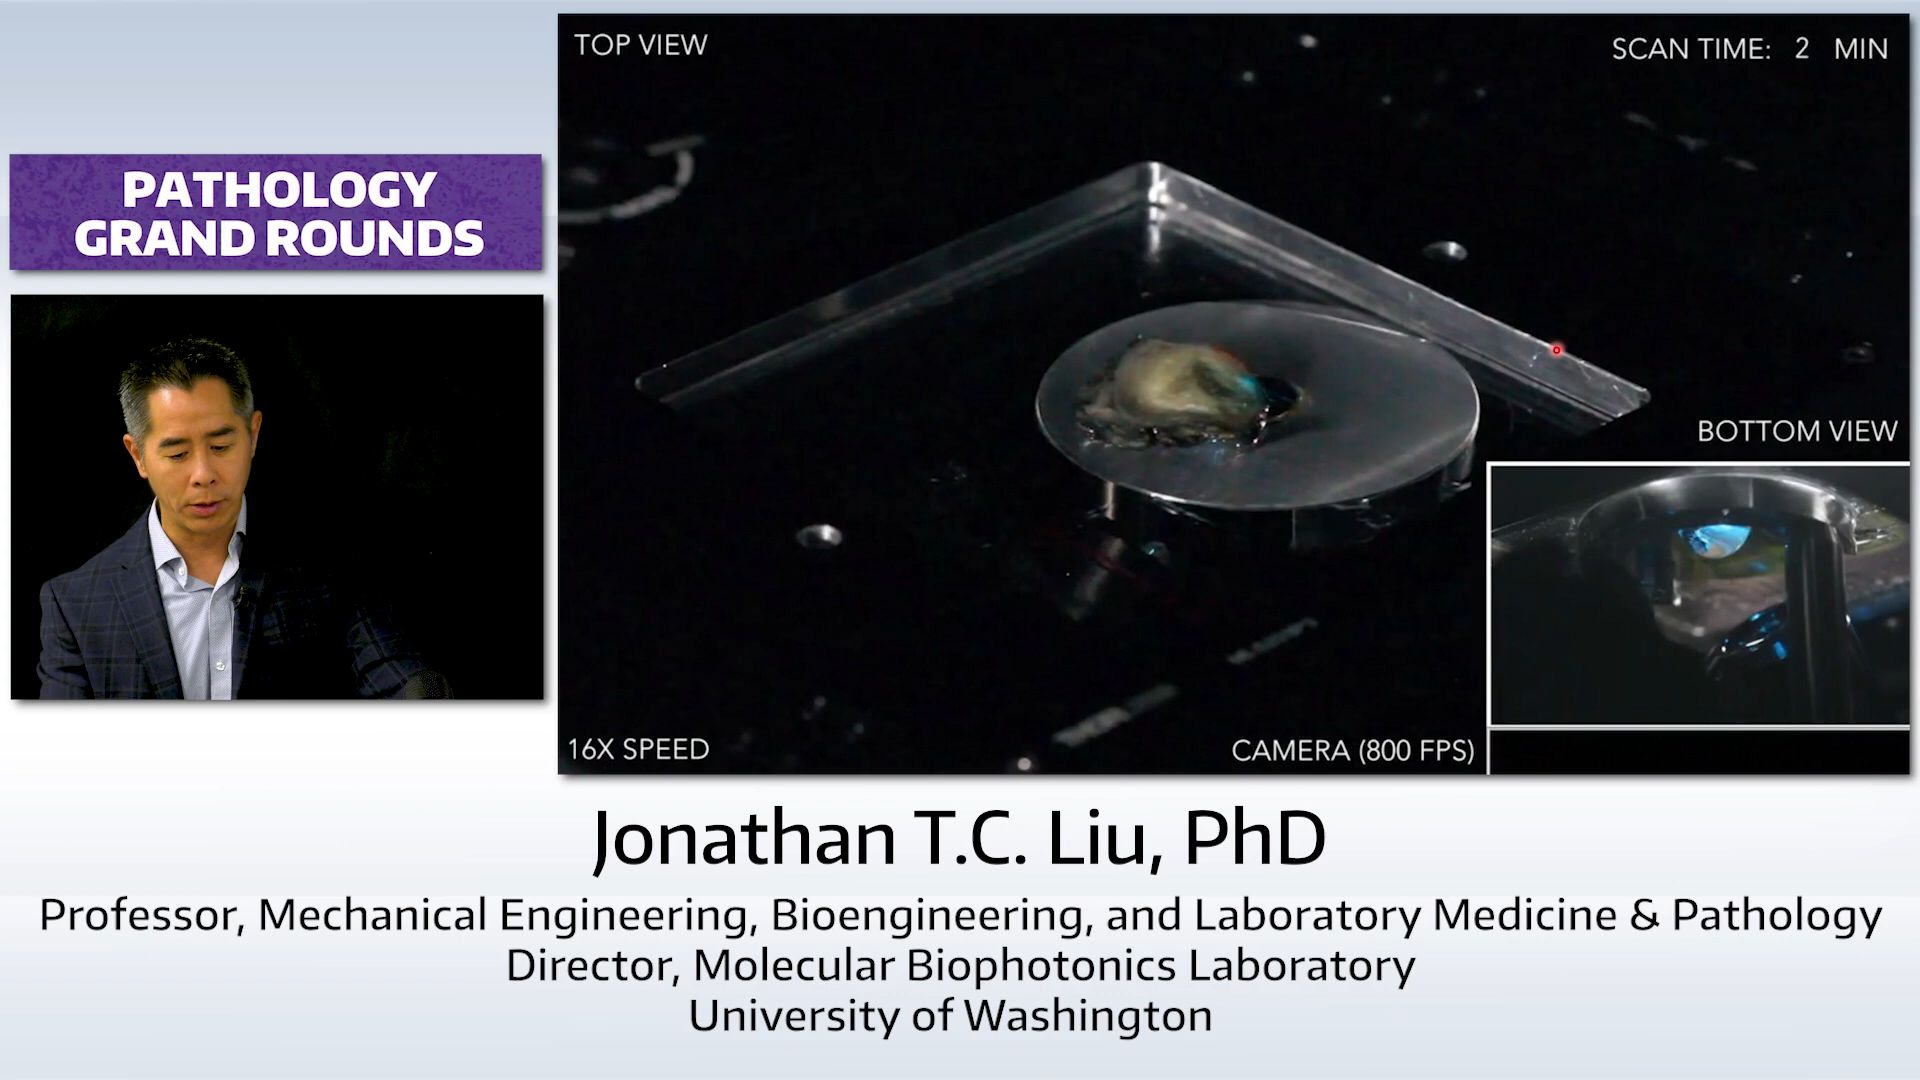 PATHOLOGY
GRAND ROUNDS
TOP VIEW
SCAN TIME: 2 MIN
BOTTOM VIEW
16X SPEED
CAMERA (800 FPS)
Jonathan T.C. Liu, PhD
Professor, Mechanical Engineering, Bioengineering, and Laboratory Medicine & Pathology
Director, Molecular Biophotonics Laboratory
University of Washington